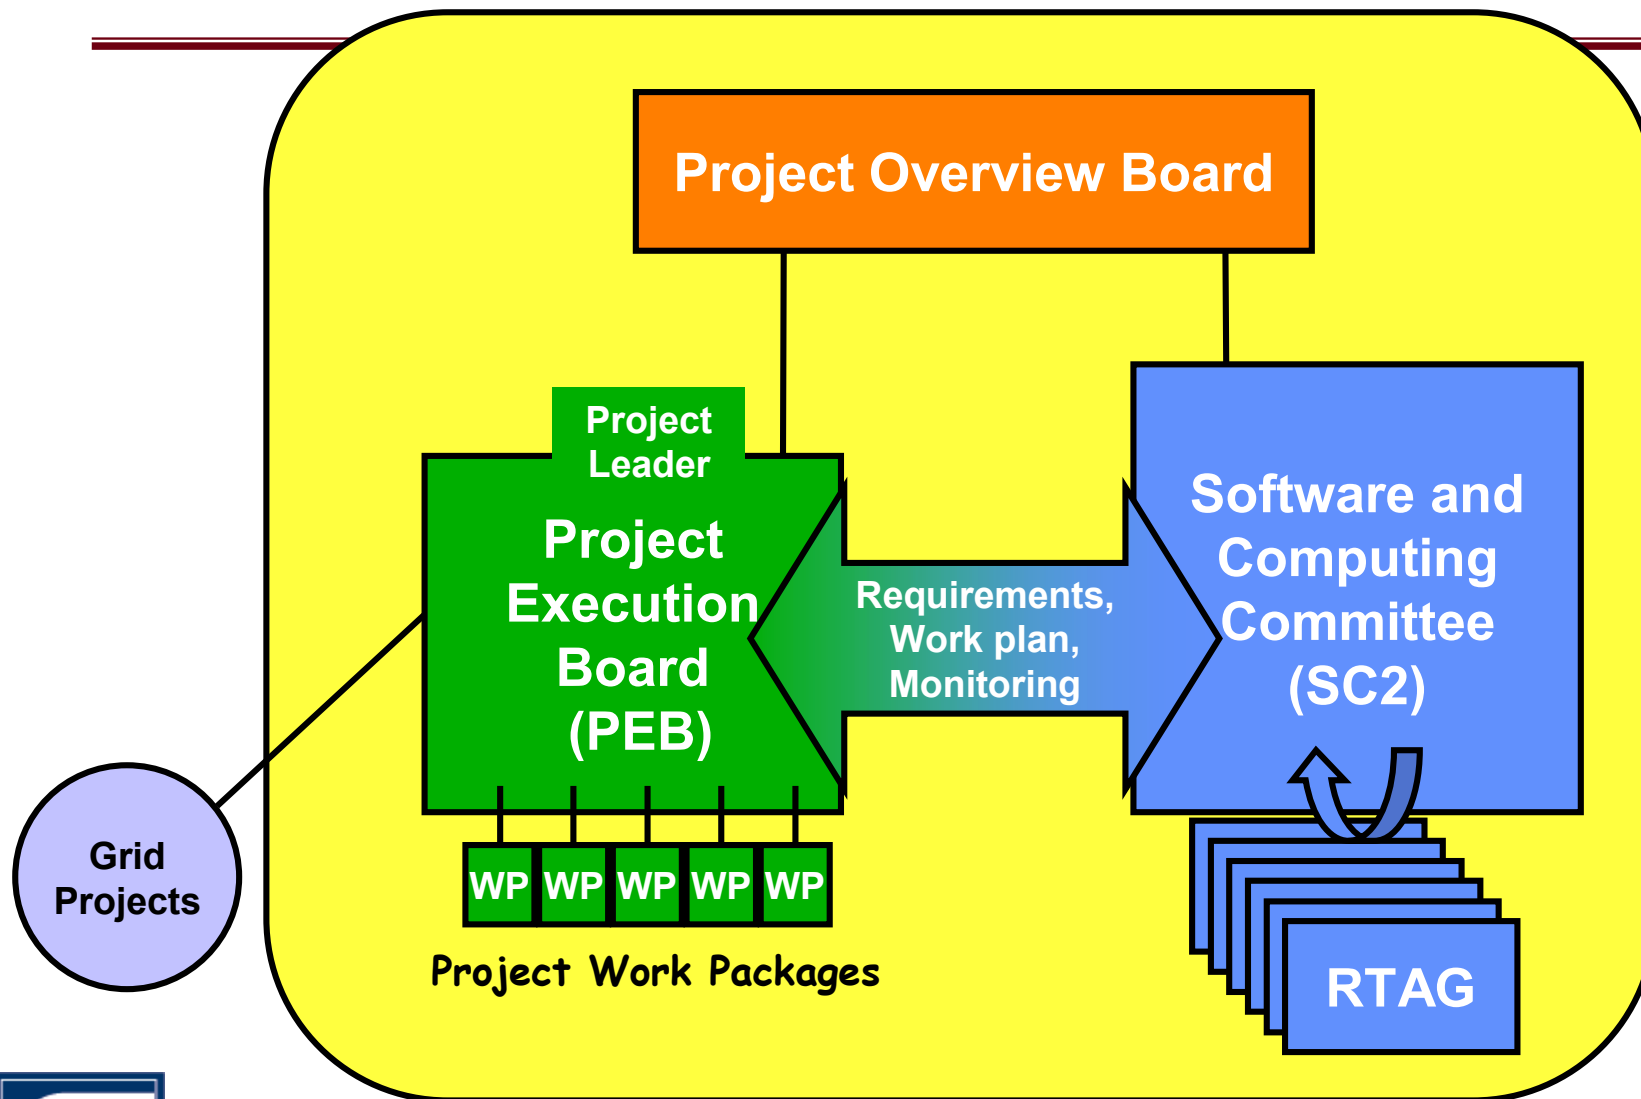 Project Overview Board
Project
Leader
Project
Execution
Board
(PEB)
Requirements,
Work plan,
Monitoring
Software and
Computing
Committee
(SC2)
Grid
Projects
WP WP WP WP WP
Project Work Packages
RTAG